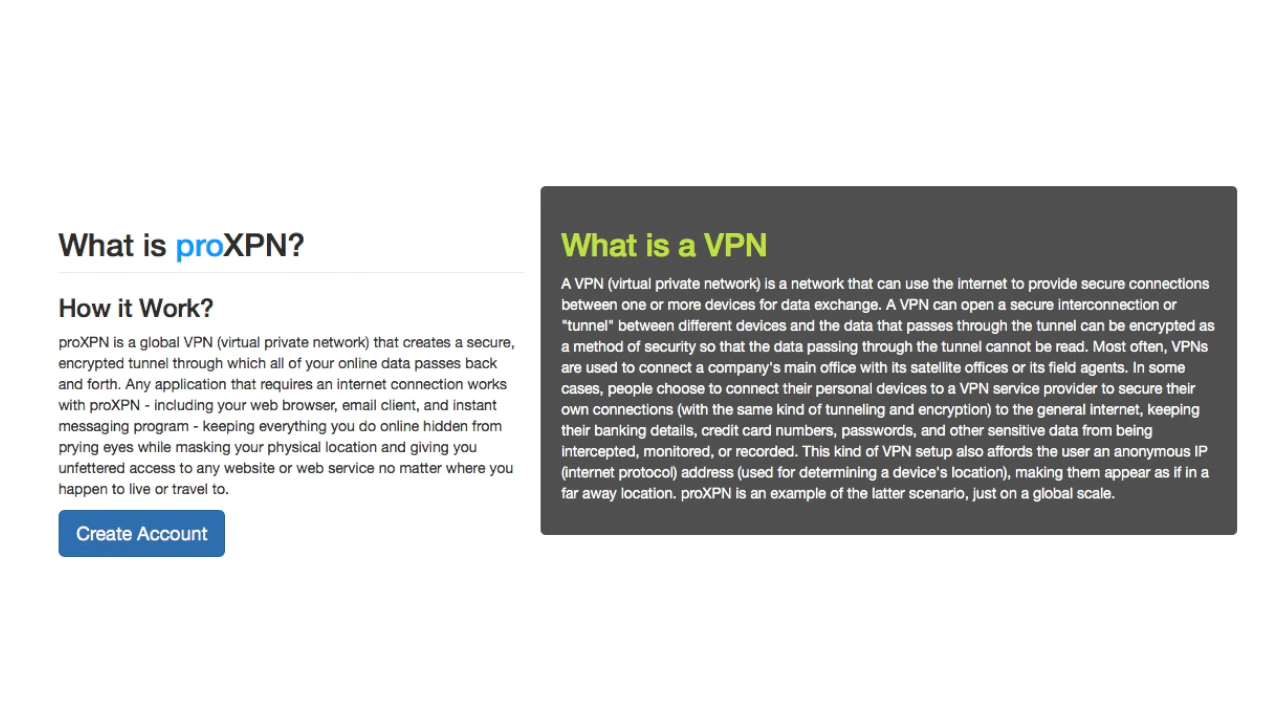 What is proXPN?
How it Work?
proXPN is a global VPN (virtual private network) that creates a secure,
encrypted tunnel through which all of your online data passes back
and forth. Any application that requires an internet connection works
with proXPN - including your web browser, email client, and instant
messaging program - keeping everything you do online hidden from
prying eyes while masking your physical location and giving you
unfettered access to any website or web service no matter where you
happen to live or travel to.
Create Account
What is a VPN
A VPN (virtual private network) is a network that can use the internet to provide secure connections
between one or more devices for data exchange. A VPN can open a secure interconnection or
"tunnel" between different devices and the data that passes through the tunnel can be encrypted as
a method of security so that the data passing through the tunnel cannot be read. Most often, VPNs
are used to connect a company's main office with its satellite offices or its field agents. In some
cases, people choose to connect their personal devices to a VPN service provider to secure their
own connections (with the same kind of tunneling and encryption) to the general internet, keeping
their banking details, credit card numbers, passwords, and other sensitive data from being
intercepted, monitored, or recorded. This kind of VPN setup also affords the user an anonymous IP
(internet protocol) address (used for determining a device's location), making them appear as if in a
far away location. proXPN is an example of the latter scenario, just on a global scale.